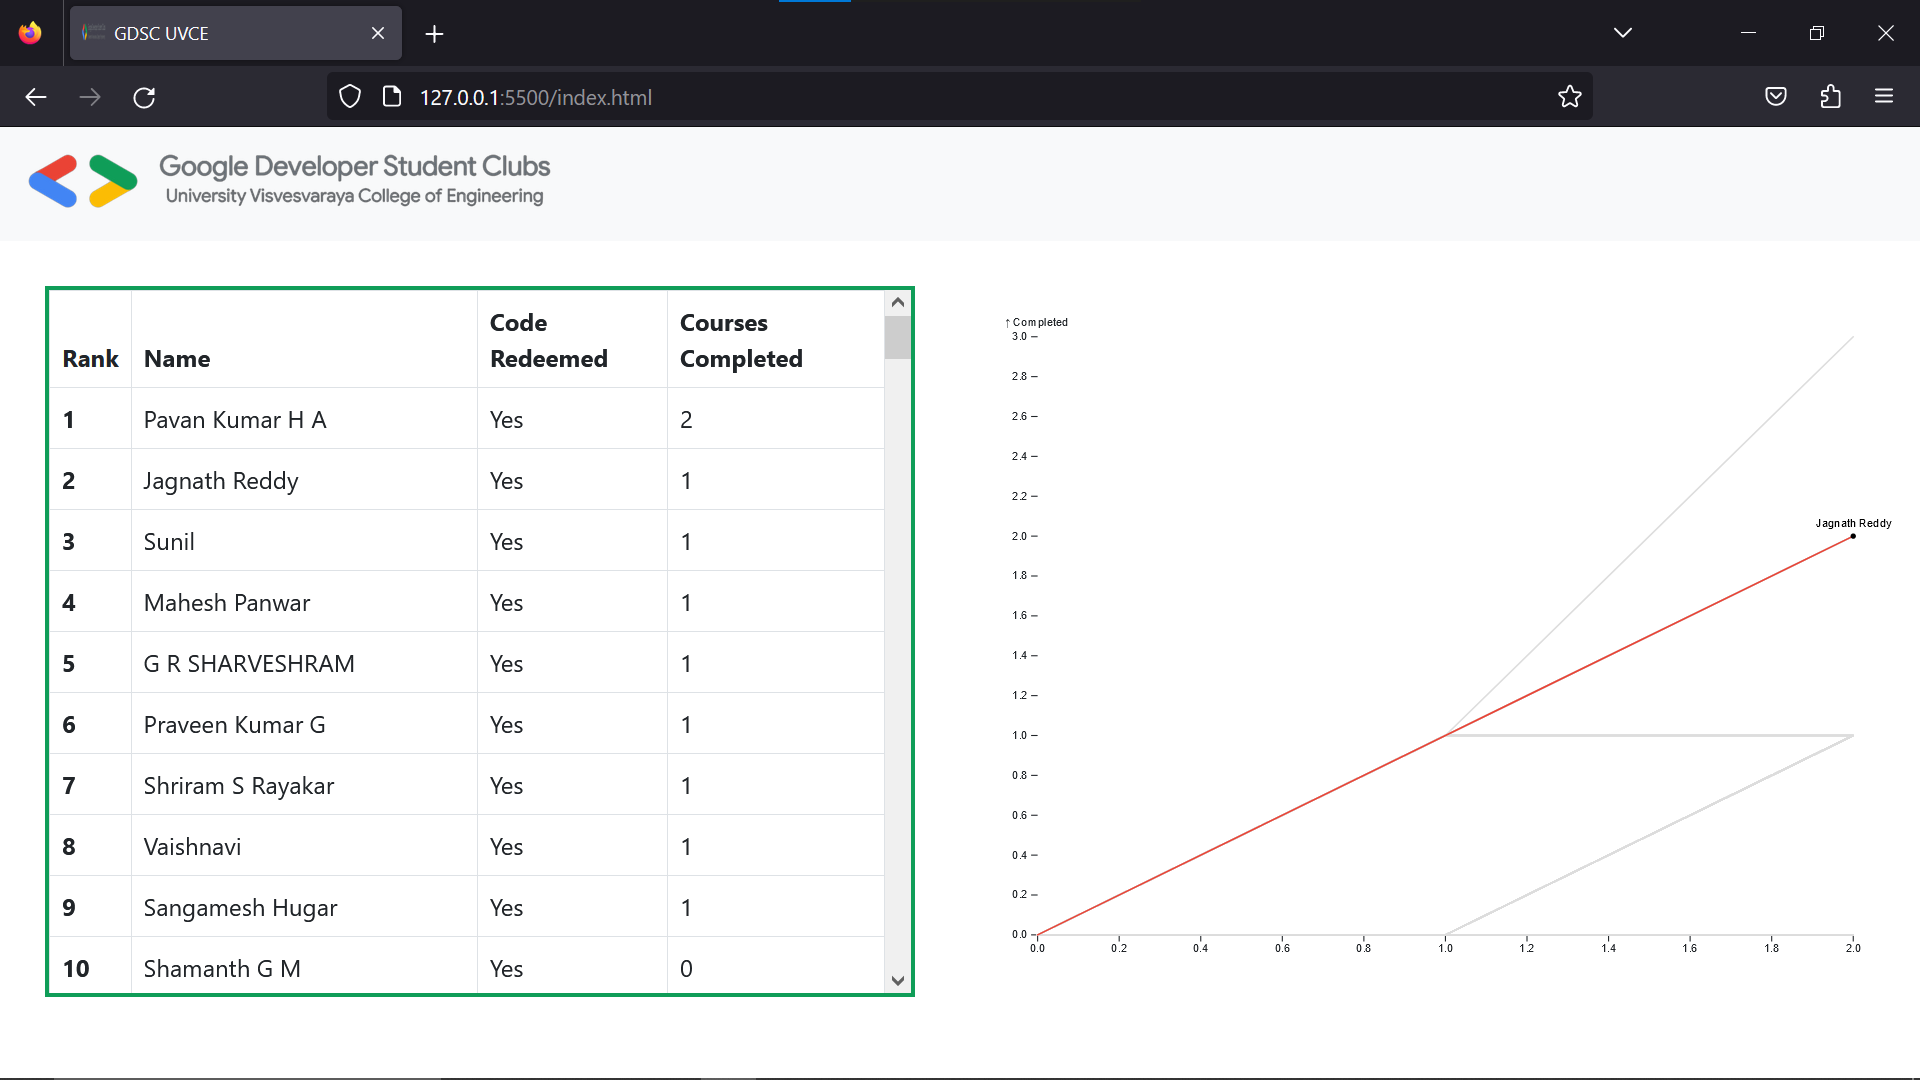 GDSC UVCE
127.0.0.1:5500/index.html
Google Developer Student Clubs
University Visvesvaraya College of Engineering
Rank Name Code Redeemed Courses Completed
1 Pavan Kumar H A Yes 2
2 Jagnath Reddy Yes 1
3 Sunil Yes 1
4 Mahesh Panwar Yes 1
5 G R SHARVESHRAM Yes 1
6 Praveen Kumar G Yes 1
7 Shriram S Rayakar Yes 1
8 Vaishnavi Yes 1
9 Sangamesh Hugar Yes 1
10 Shamanth G M Yes 0
↑ Completed
3.0
2.8
2.6
2.4
2.2
Jagnath Reddy
2.0
1.8
1.6
1.4
1.2
1.0
0.8
0.6
0.4
0.2
0.0
0.0 0.2 0.4 0.6 0.8 1.0 1.2 1.4 1.6 1.8 2.0